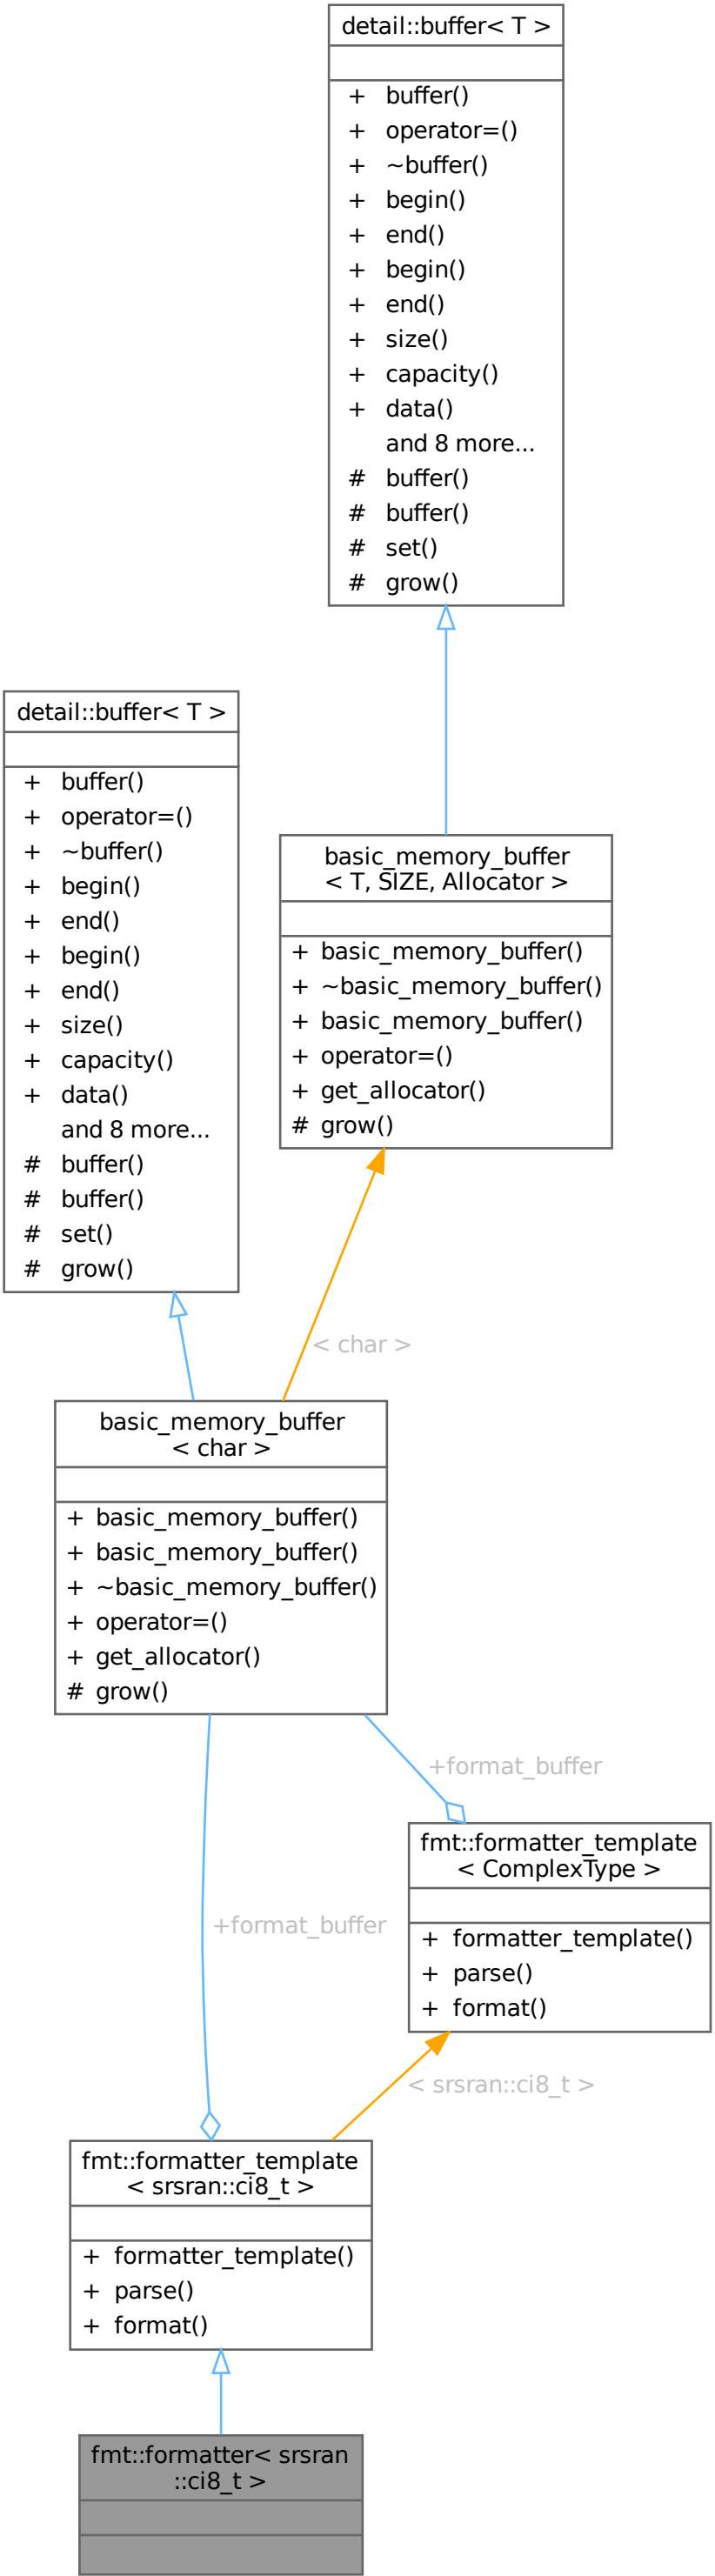 detail::buffer< T >
+ buffer()
+ operator=()
+ ~buffer()
+ begin()
+ end()
+ begin()
+ end()
+ size()
+ capacity()
+ data()
and 8 more...
# buffer()
# buffer()
# set()
# grow()
detail::buffer< T >
+ buffer()
+ operator=()
+ ~buffer()
+ begin()
+ end()
+ begin()
+ end()
+ size()
+ capacity()
+ data()
and 8 more...
# buffer()
# buffer()
# set()
# grow()
basic_memory_buffer
< T, SIZE, Allocator >
+ basic_memory_buffer()
+ ~basic_memory_buffer()
+ basic_memory_buffer()
+ operator=()
+ get_allocator()
# grow()
< char >
basic_memory_buffer
< char >
+ basic_memory_buffer()
+ basic_memory_buffer()
+ ~basic_memory_buffer()
+ operator=()
+ get_allocator()
# grow()
+format_buffer
fmt::formatter_template
< ComplexType >
+ formatter_template()
+ parse()
+ format()
+format_buffer
< srsran::ci8_t >
fmt::formatter_template
< srsran::ci8_t >
+ formatter_template()
+ parse()
+ format()
fmt::formatter< srsran
::ci8_t >